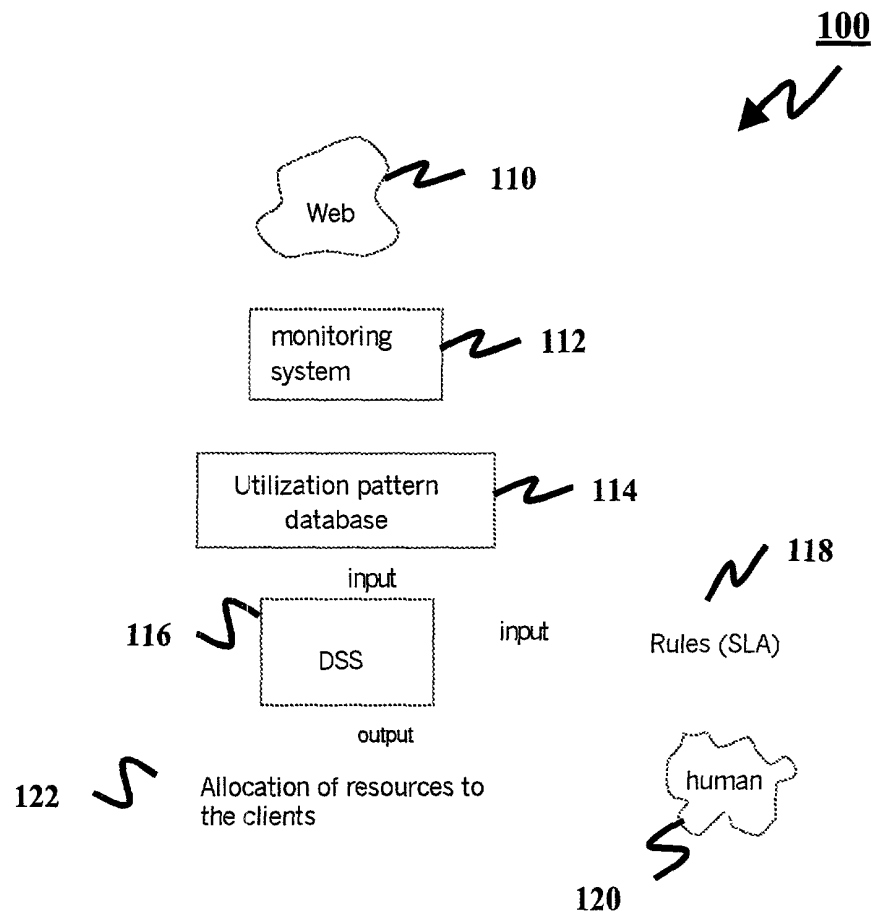 100
110
Web
monitoring
system
112
Utilization pattern
database
114
118
input
116
DSS
input
Rules (SLA)
output
122
Allocation of resources to
the clients
human
120